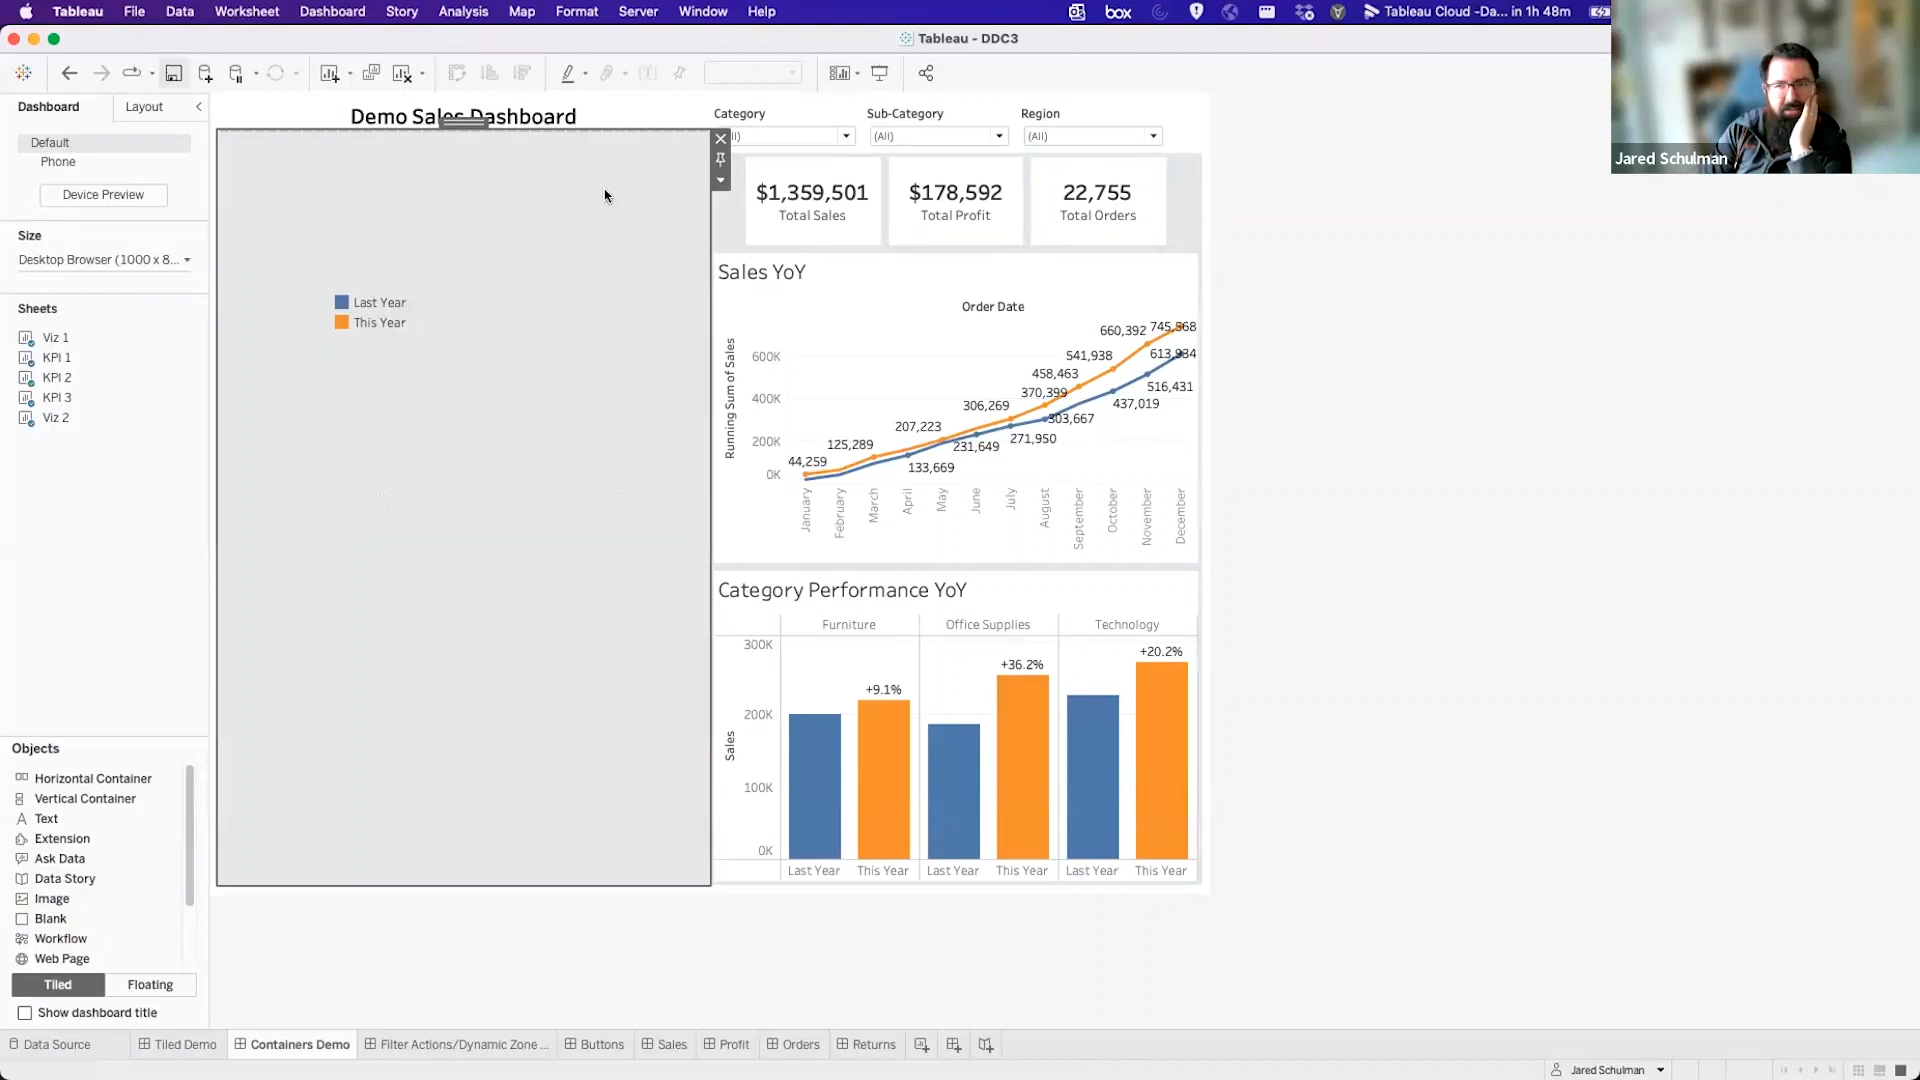 Tableau File Data Worksheet Dashboard Story Analysis Map Format Server Window Help
box
Tableau Cloud -Da... in 1h 48m
Tableau - DDC3
Dashboard Layout
Default
Phone
Device Preview
Size
Desktop Browser (1000 x 8...
Sheets
Viz 1
KPI 1
KPI 2
KPI 3
Viz 2
Objects
Horizontal Container
Vertical Container
Text
Extension
Ask Data
Data Story
Image
Blank
Workflow
Web Page
Tiled Floating
Show dashboard title
Demo Sales Dashboard
Last Year
This Year
Category Sub-Category Region
(All) (All)
$1,359,501 $178,592 22,755
Total Sales Total Profit Total Orders
Sales YoY
Order Date
Running Sum of Sales
600K
400K
200K
0K
660,392 745,568
541,938 613,934
458,463
370,399 516,431
306,269 437,019
303,667
207,223
271,950
125,289 231,649
44,259 133,669
January February March April May June July August September October November December
Category Performance YoY
Furniture Office Supplies Technology
Sales
300K
200K
100K
0K
+9.1% +36.2% +20.2%
Last Year This Year Last Year This Year Last Year This Year
Jared Schulman
Data Source Tiled Demo Containers Demo Filter Actions/Dynamic Zone ... Buttons Sales Profit Orders Returns
Jared Schulman